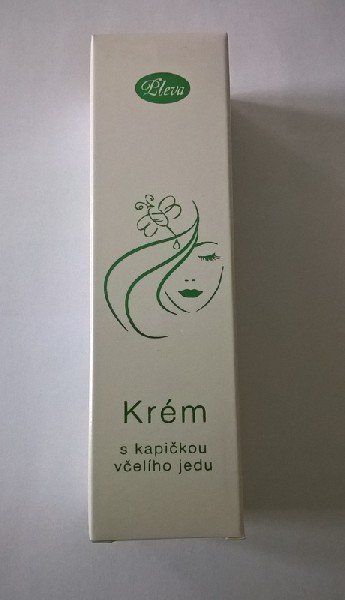 Pleva
Krém
s kapičkou
včelího jedu